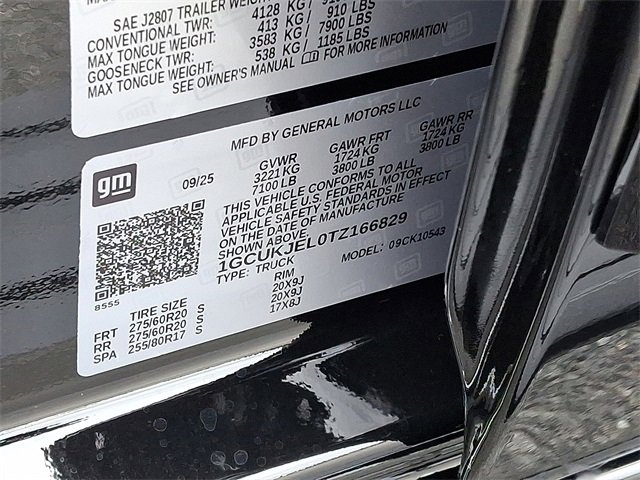 SAE J2807 TRAILER WEIGHT
CONVENTIONAL TWR: 4128 KG / 9100 LBS
MAX TONGUE WEIGHT: 413 KG / 910 LBS
GOOSENECK TWR: 3583 KG / 7900 LBS
MAX TONGUE WEIGHT: 538 KG / 1185 LBS
SEE OWNER'S MANUAL FOR MORE INFORMATION
MFD BY GENERAL MOTORS LLC
gm
09/25
GVWR GAWR FRT GAWR RR
3221 KG 1724 KG 1724 KG
7100 LB 3800 LB 3800 LB
THIS VEHICLE CONFORMS TO ALL
APPLICABLE U.S. FEDERAL MOTOR
VEHICLE SAFETY STANDARDS IN EFFECT
ON THE DATE OF MANUFACTURE
SHOWN ABOVE.
1GCUKJEL0TZ166829
TYPE: TRUCK MODEL: 09CK10543
8555
TIRE SIZE RIM
FRT 275/60R20 S 20X9J
RR 275/60R20 S 20X9J
SPA 255/80R17 S 17X8J